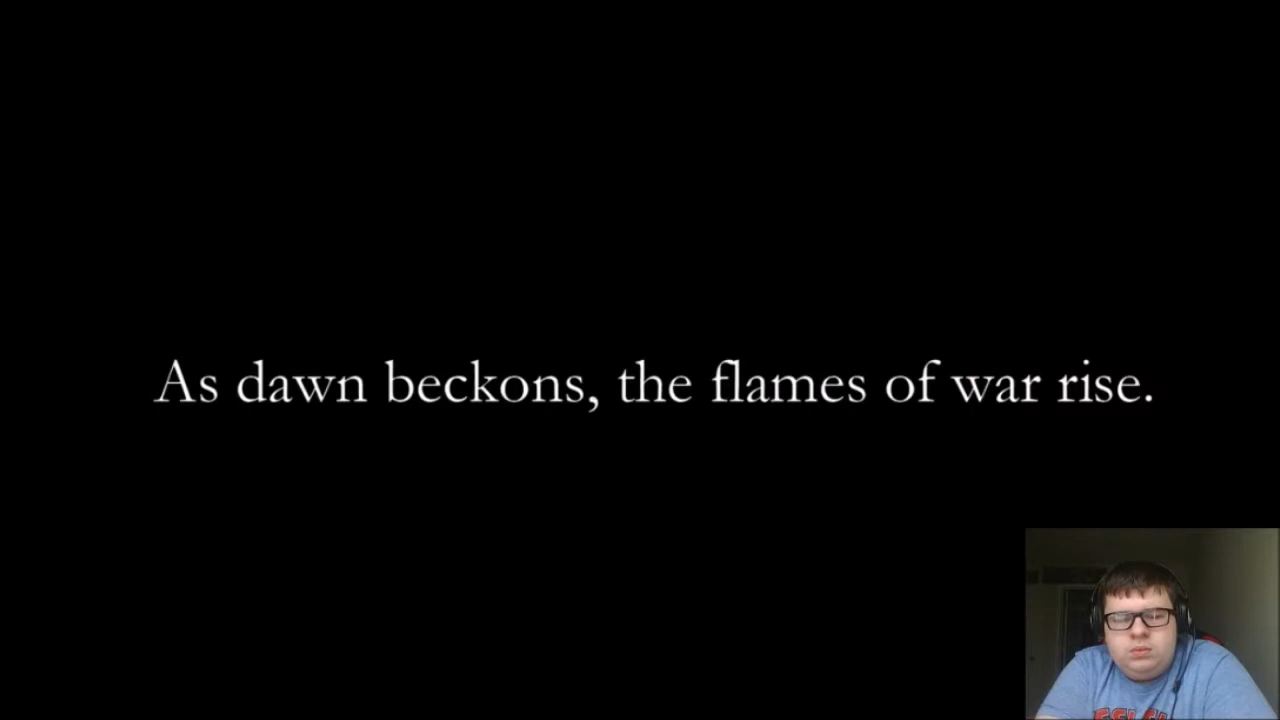 As dawn beckons, the flames of war rise.